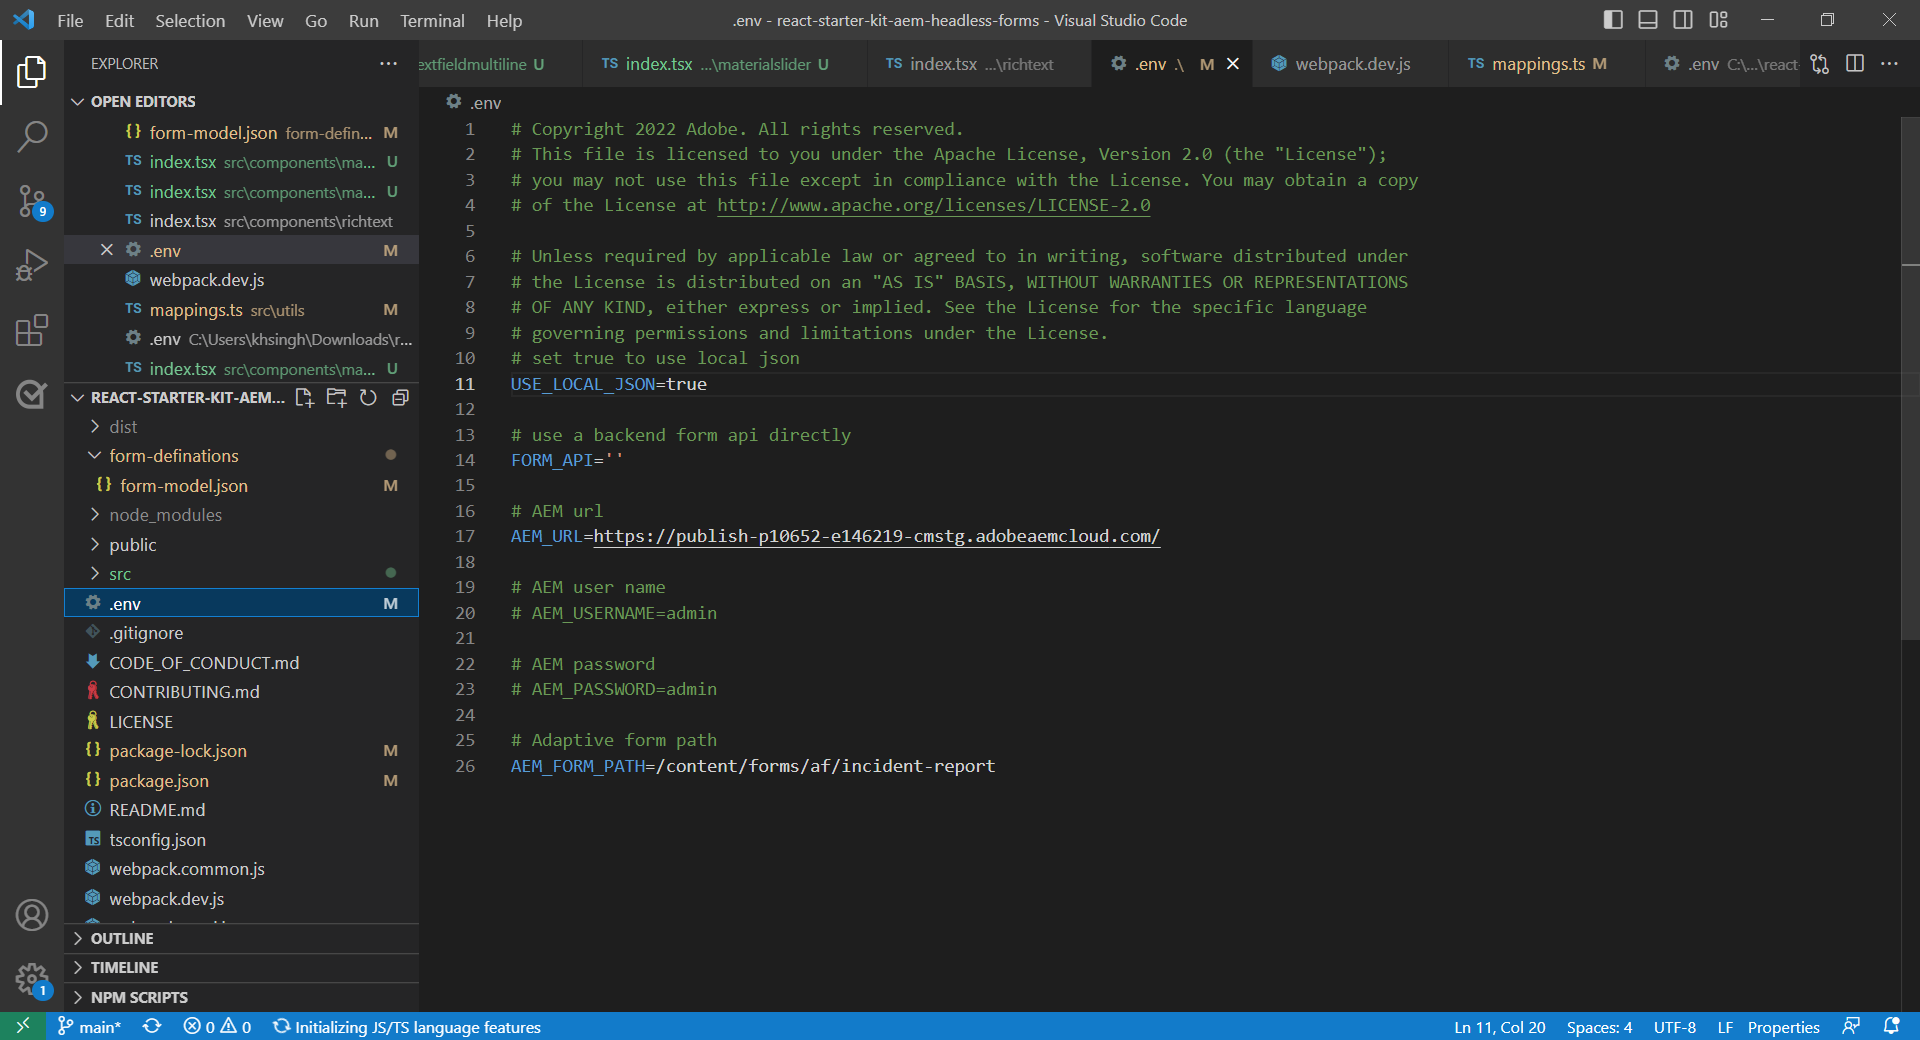 File Edit Selection View Go Run Terminal Help
.env - react-starter-kit-aem-headless-forms - Visual Studio Code
EXPLORER
extfieldmultiline U
TS index.tsx ...\materialslider U
TS index.tsx ...\richtext
.env .\ M
webpack.dev.js
TS mappings.ts M
.env C:\...\react-
OPEN EDITORS
{} form-model.json form-defin... M
TS index.tsx src\components\ma... U
TS index.tsx src\components\ma... U
TS index.tsx src\components\richtext
.env M
webpack.dev.js
TS mappings.ts src\utils M
.env C:\Users\khsingh\Downloads\r...
TS index.tsx src\components\ma... U
REACT-STARTER-KIT-AEM...
dist
form-definations
{} form-model.json M
node_modules
public
src
.env M
.gitignore
CODE_OF_CONDUCT.md
CONTRIBUTING.md
LICENSE
{} package-lock.json M
{} package.json M
README.md
TS tsconfig.json
webpack.common.js
webpack.dev.js
OUTLINE
TIMELINE
NPM SCRIPTS
9
1
.env
1 # Copyright 2022 Adobe. All rights reserved.
2 # This file is licensed to you under the Apache License, Version 2.0 (the "License");
3 # you may not use this file except in compliance with the License. You may obtain a copy
4 # of the License at http://www.apache.org/licenses/LICENSE-2.0
5
6 # Unless required by applicable law or agreed to in writing, software distributed under
7 # the License is distributed on an "AS IS" BASIS, WITHOUT WARRANTIES OR REPRESENTATIONS
8 # OF ANY KIND, either express or implied. See the License for the specific language
9 # governing permissions and limitations under the License.
10 # set true to use local json
11 USE_LOCAL_JSON=true
12
13 # use a backend form api directly
14 FORM_API=''
15
16 # AEM url
17 AEM_URL=https://publish-p10652-e146219-cmstg.adobeaemcloud.com/
18
19 # AEM user name
20 # AEM_USERNAME=admin
21
22 # AEM password
23 # AEM_PASSWORD=admin
24
25 # Adaptive form path
26 AEM_FORM_PATH=/content/forms/af/incident-report
main* 0 0 Initializing JS/TS language features
Ln 11, Col 20 Spaces: 4 UTF-8 LF Properties